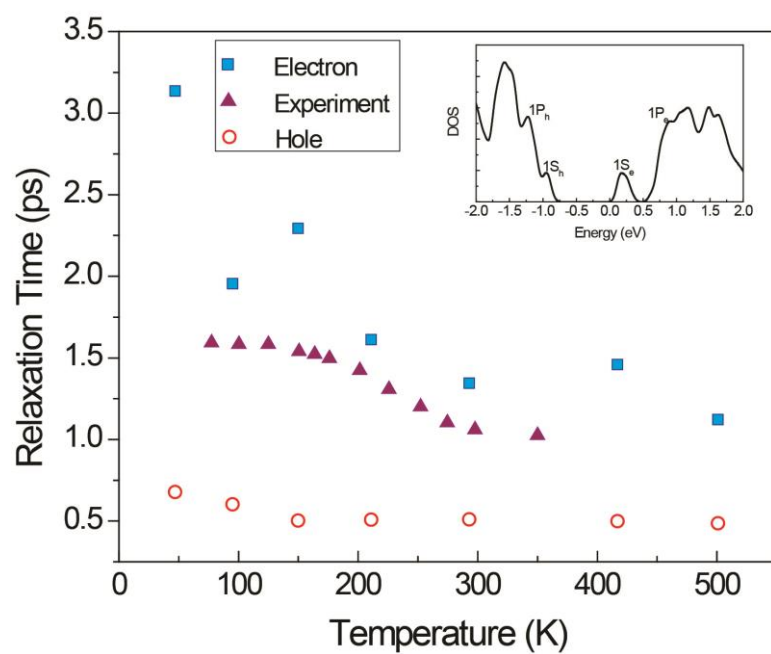 3.5
3.0
2.5
2.0
1.5
1.0
0.5
Relaxation Time (ps)
0
100
200
300
400
500
Temperature (K)
Electron
Experiment
Hole
DOS
1P_h
1S_h
1S_e
1P_e
-2.0 -1.5 -1.0 -0.5 0.0 0.5 1.0 1.5 2.0
Energy (eV)